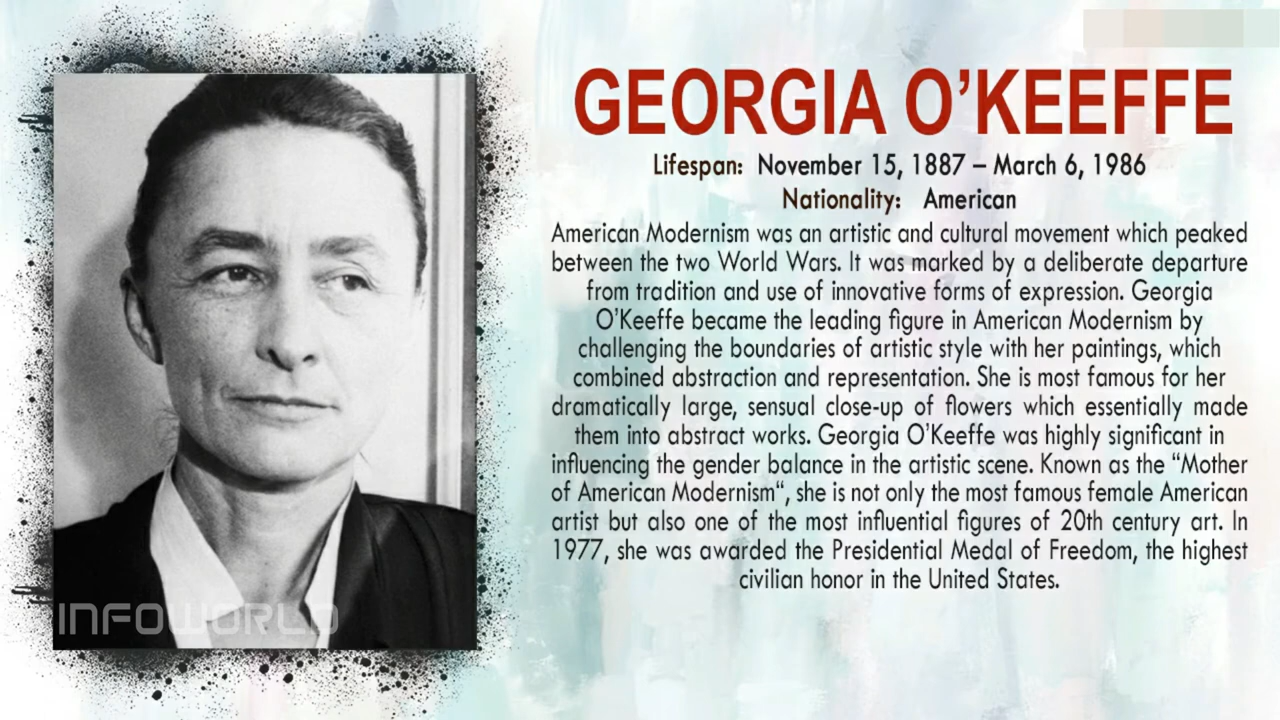 GEORGIA O’KEEFFE
Lifespan: November 15, 1887 – March 6, 1986
Nationality: American
American Modernism was an artistic and cultural movement which peaked
between the two World Wars. It was marked by a deliberate departure
from tradition and use of innovative forms of expression. Georgia
O’Keeffe became the leading figure in American Modernism by
challenging the boundaries of artistic style with her paintings, which
combined abstraction and representation. She is most famous for her
dramatically large, sensual close-up of flowers which essentially made
them into abstract works. Georgia O’Keeffe was highly significant in
influencing the gender balance in the artistic scene. Known as the “Mother
of American Modernism“, she is not only the most famous female American
artist but also one of the most influential figures of 20th century art. In
1977, she was awarded the Presidential Medal of Freedom, the highest
civilian honor in the United States.
INFOWORLD